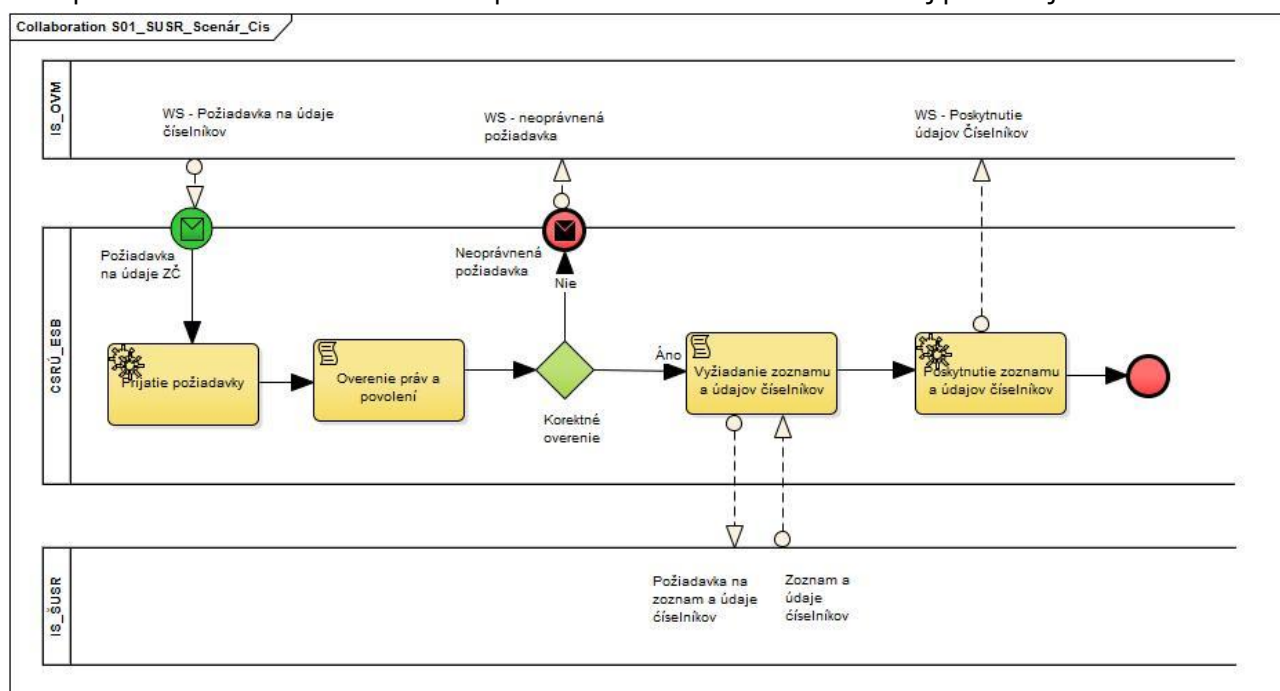 Collaboration S01_SUSR_Scenár_Cis
IS_OVM
WS - Požiadavka na údaje
číselníkov
WS - neoprávnená
požiadavka
WS - Poskytnutie
údajov Číselníkov
CSRÚ_ESB
Požiadavka
na údaje ZČ
Neoprávnená
požiadavka
Nie
Prijatie požiadavky
Overenie práv a
povolení
Korektné
overenie
Áno
Vyžiadanie zoznamu
a údajov číselníkov
Poskytnutie zoznamu
a údajov číselníkov
IS_ŠUSR
Požiadavka na
zoznam a údaje
číselníkov
Zoznam a
údaje
číselníkov